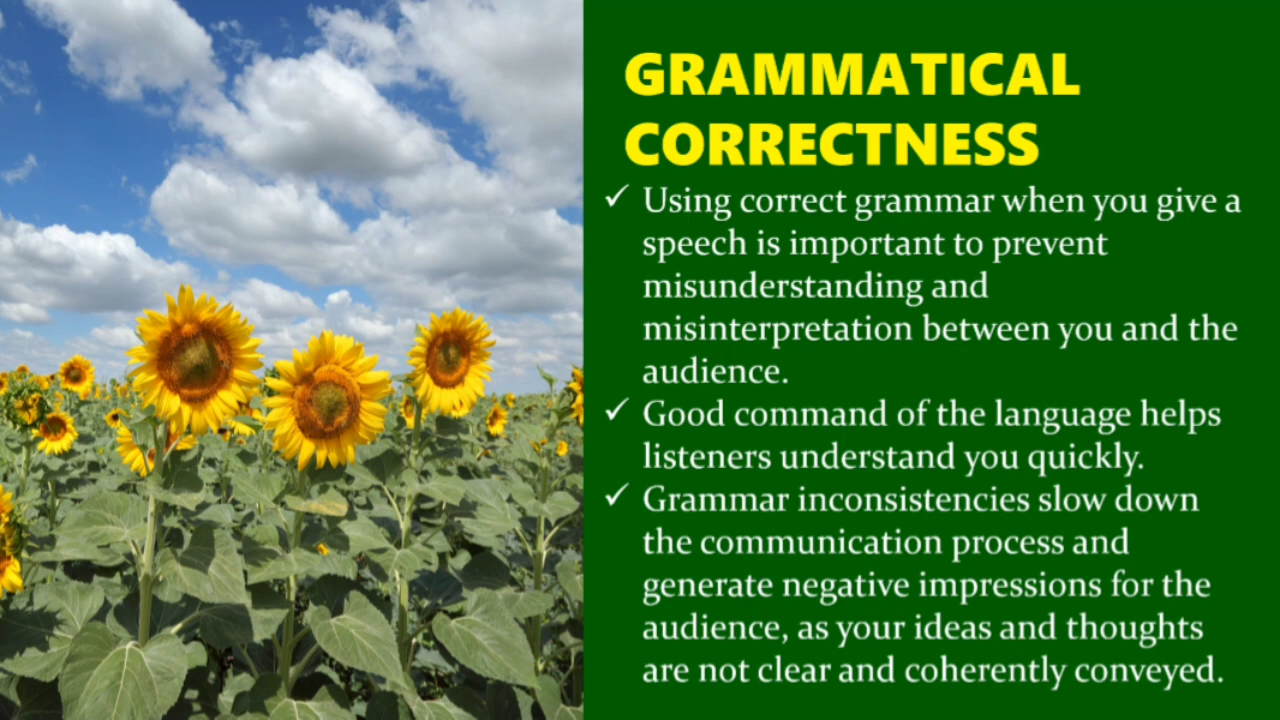 GRAMMATICAL
CORRECTNESS
✓ Using correct grammar when you give a
speech is important to prevent
misunderstanding and
misinterpretation between you and the
audience.
✓ Good command of the language helps
listeners understand you quickly.
✓ Grammar inconsistencies slow down
the communication process and
generate negative impressions for the
audience, as your ideas and thoughts
are not clear and coherently conveyed.